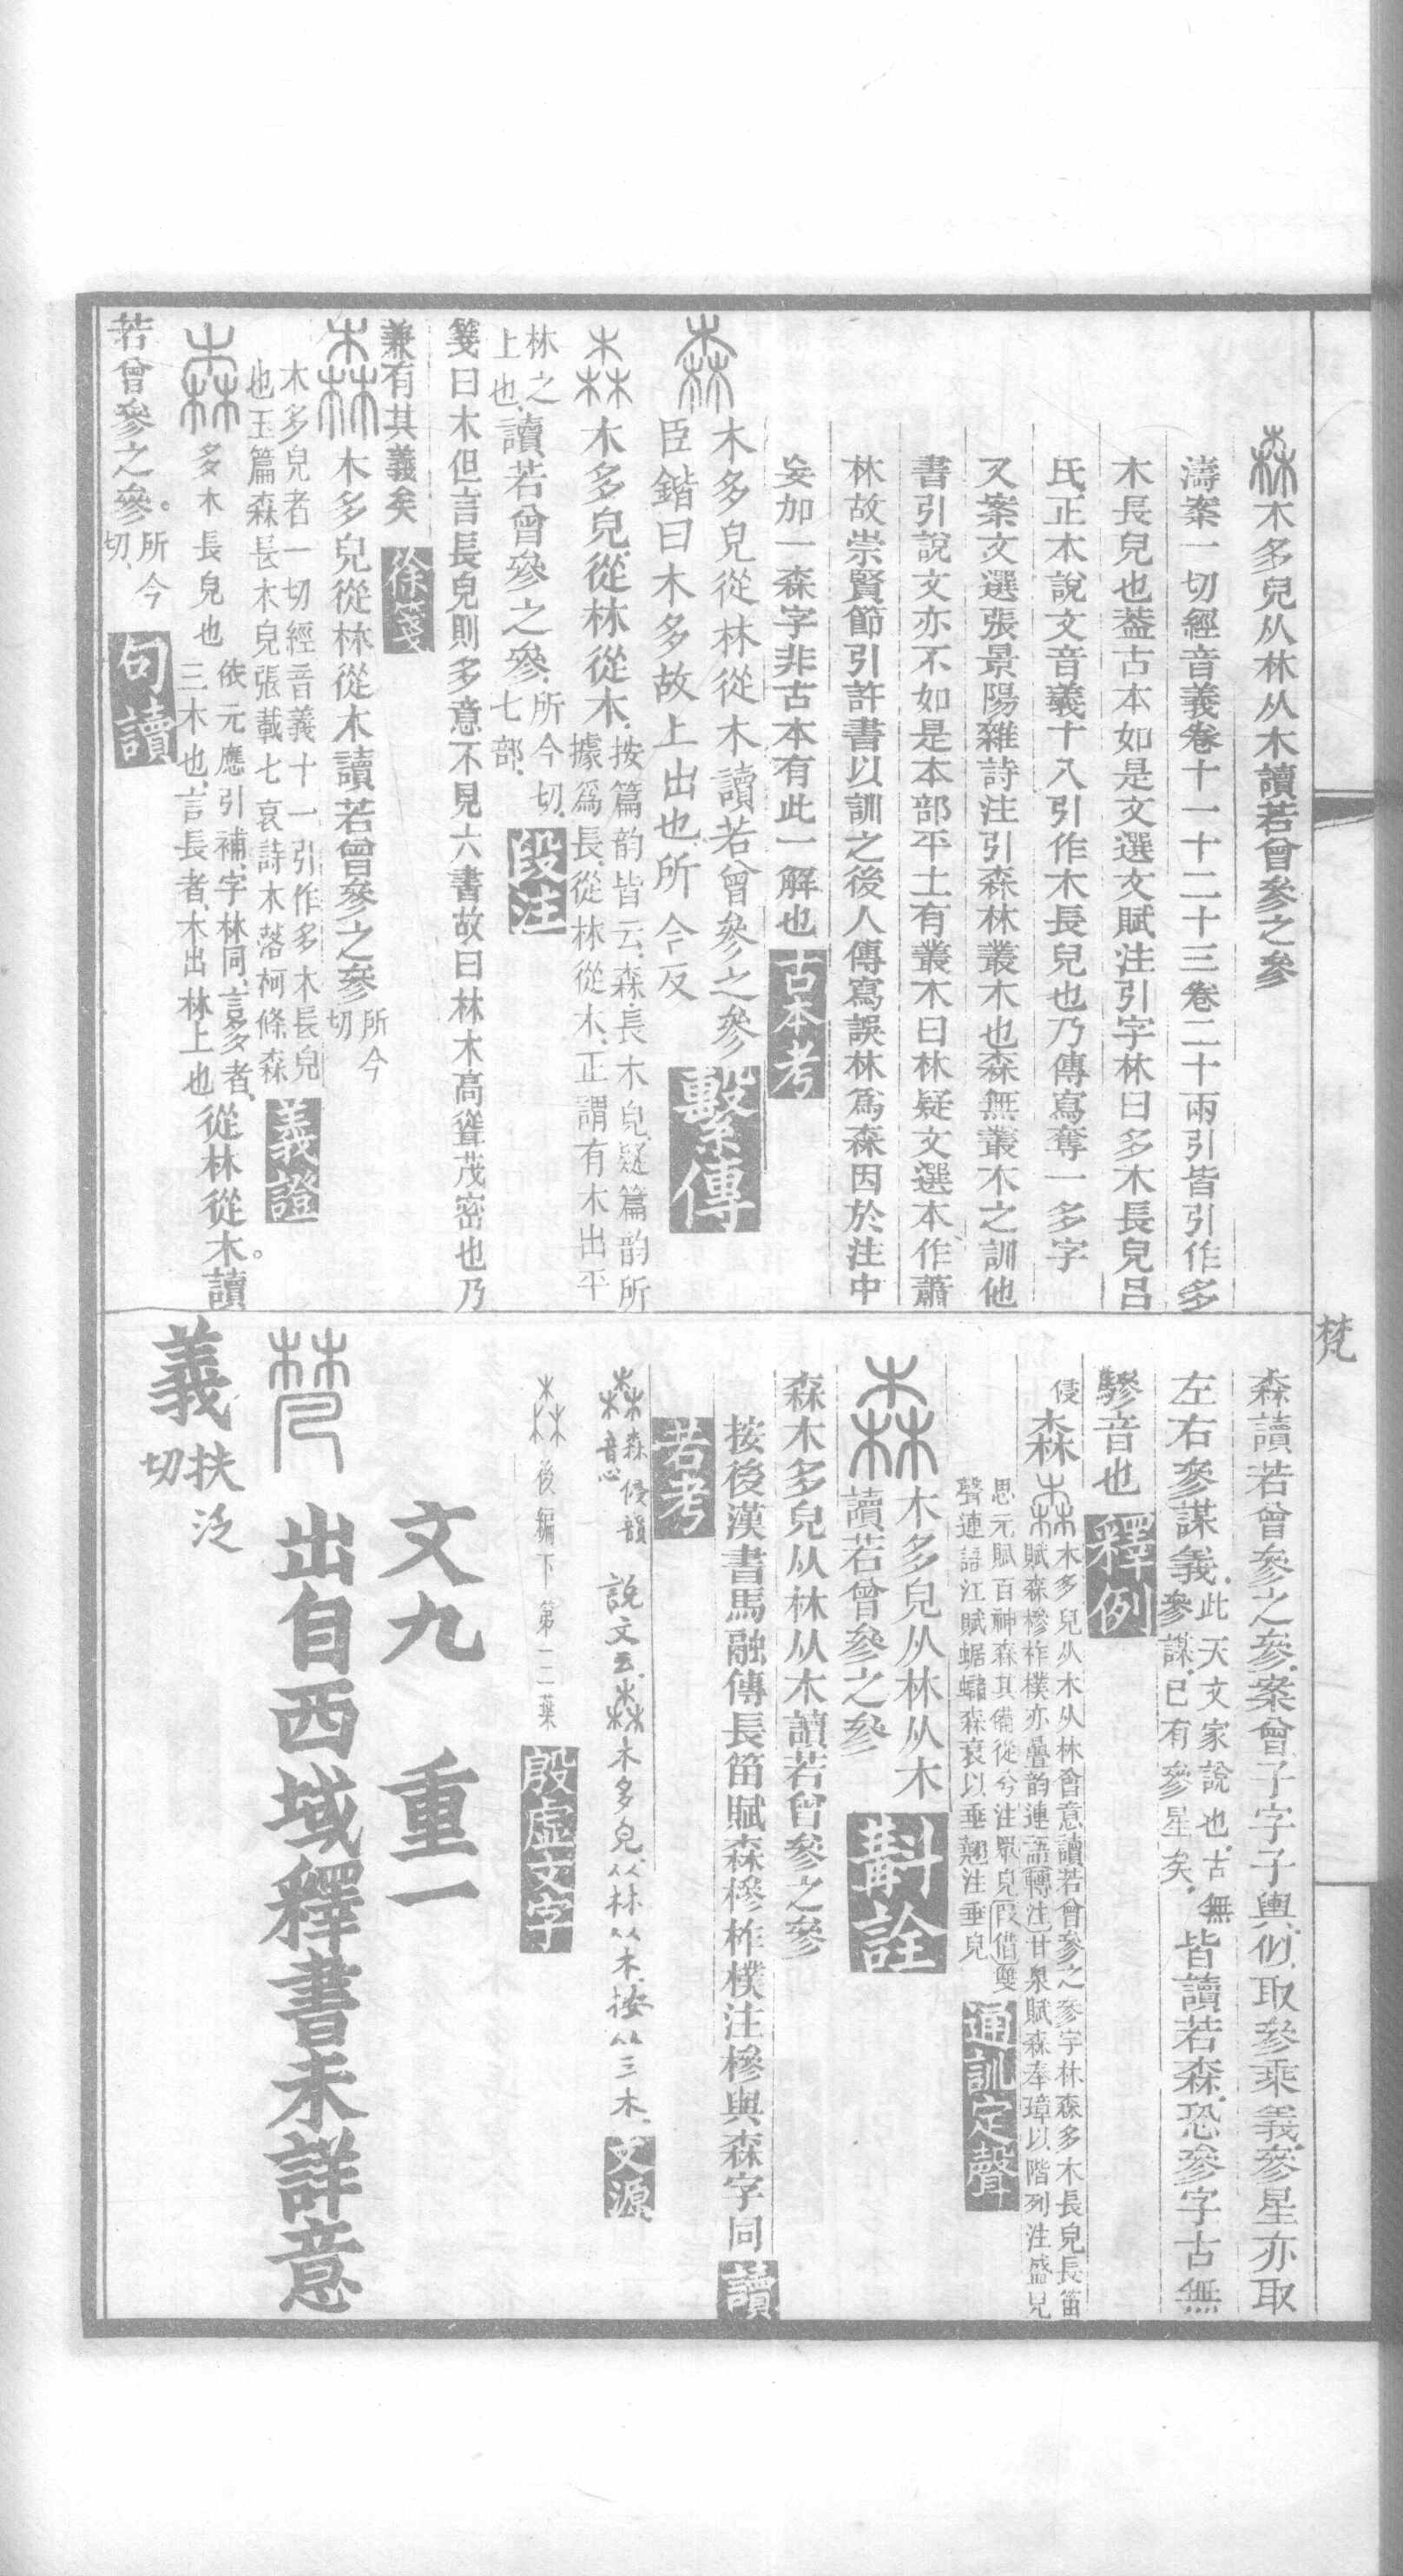 森木多皃从林从木讀若曾參之參
濤案一切經音義卷十一十二十三卷二十兩引皆引作多
木長皃也葢古本如是文選文賦注引字林曰多木長皃呂
氏正本說文音義十入引作木長皃也乃傳寫奪一多字
又案文選張景陽雜詩注引森林叢木也森無叢木之訓他
書引說文亦不如是本部平土有叢木曰林疑文選本作蕭
林故崇賢節引許書以訓之後人傳寫誤林爲森因於注中
妄加一森字非古本有此一解也 古本考
森 木多皃從林從木讀若曾參之參
臣鍇曰木多故上出也所今反 繫傳
森 木多皃從林從木 按篇韵皆云森長木皃疑篇韵所
據爲長從林從木正謂有木出平
林之
上也 讀若曾參之參 所今切
七部 段注
箋曰木但言長皃則多意不見六書故曰林木高聳茂密也乃
兼有其義矣 徐箋
森 木多皃從林從木讀若曾參之參 所今
切
木多皃者一切經音義十一引作多木長皃
也玉篇森長木皃張載七哀詩木落柯條森 義證
森 多木長皃也 依元應引補字林同言多者
三木也言長者木出林上也 從林從木。讀
若曾參之參。 所今
切 句讀
梵
森讀若曾參之參案曾子字子輿似取參乘義參星亦取
左右參謀義 此天文家說也古無
參謀已有參星矣 皆讀若森恐參字古無
驂音也 釋例
侵 森 森 木多皃从木从林會意讀若曾參之參字林森多木長皃長笛
賦森槮柞樸亦疊韵連語轉注甘泉賦森奉璋以階列注盛皃
思元賦百神森其備從兮注眾皃假借雙
聲連語江賦蜛蠩森衰以垂翹注垂皃 通訓定聲
森 木多皃从林从木
讀若曾參之參 斠詮
森木多皃从林从木讀若曾參之參
按後漢書馬融傳長笛賦森槮柞樸注槮與森字同 讀
若考
森 森 侵韻
音心 說文云森木多皃从林从木按从三木 文源
森 後編下第一二葉 殷虛文字
文九 重一
梵 出自西域釋書未詳意
義 扶泛
切